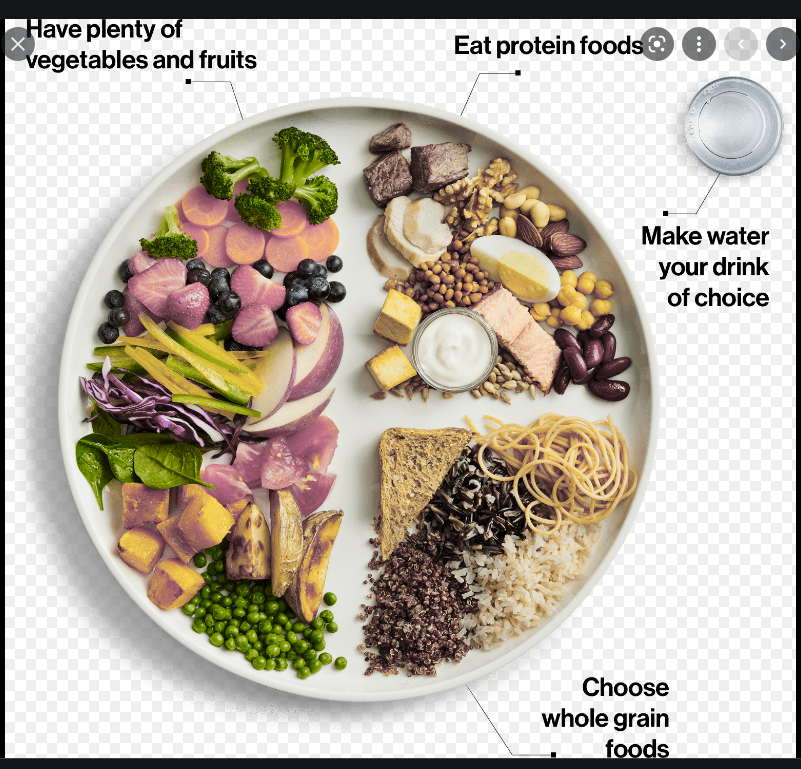 Have plenty of
vegetables and fruits
Eat protein foods
Make water
your drink
of choice
Choose
whole grain
foods